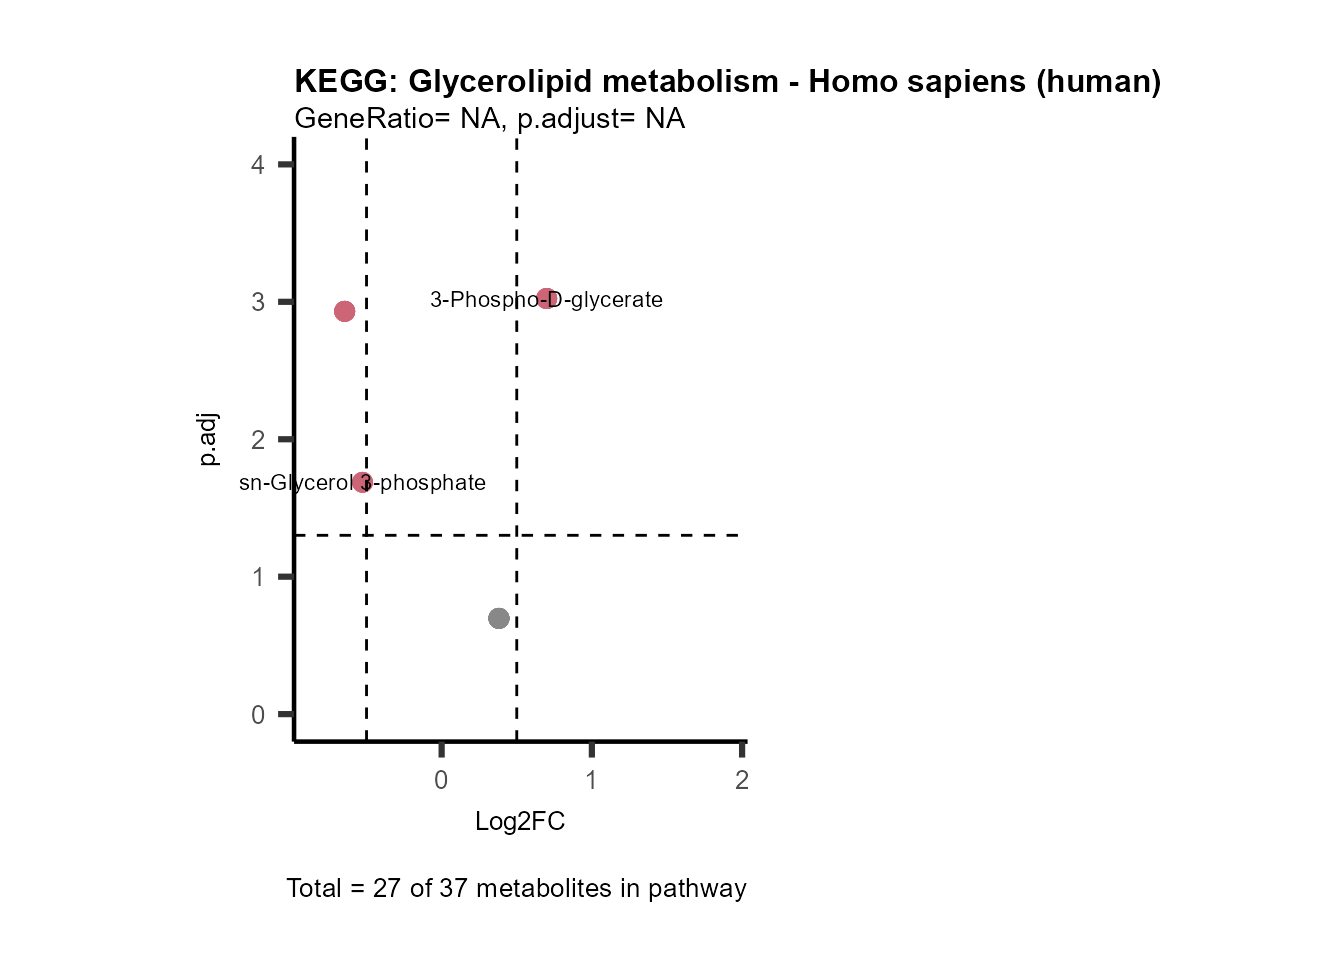 KEGG: Glycerolipid metabolism - Homo sapiens (human)
GeneRatio= NA, p.adjust= NA
4
3
2
1
0
p.adj
3-Phospho-D-glycerate
sn-Glycerol 3-phosphate
0 1 2
Log2FC
Total = 27 of 37 metabolites in pathway